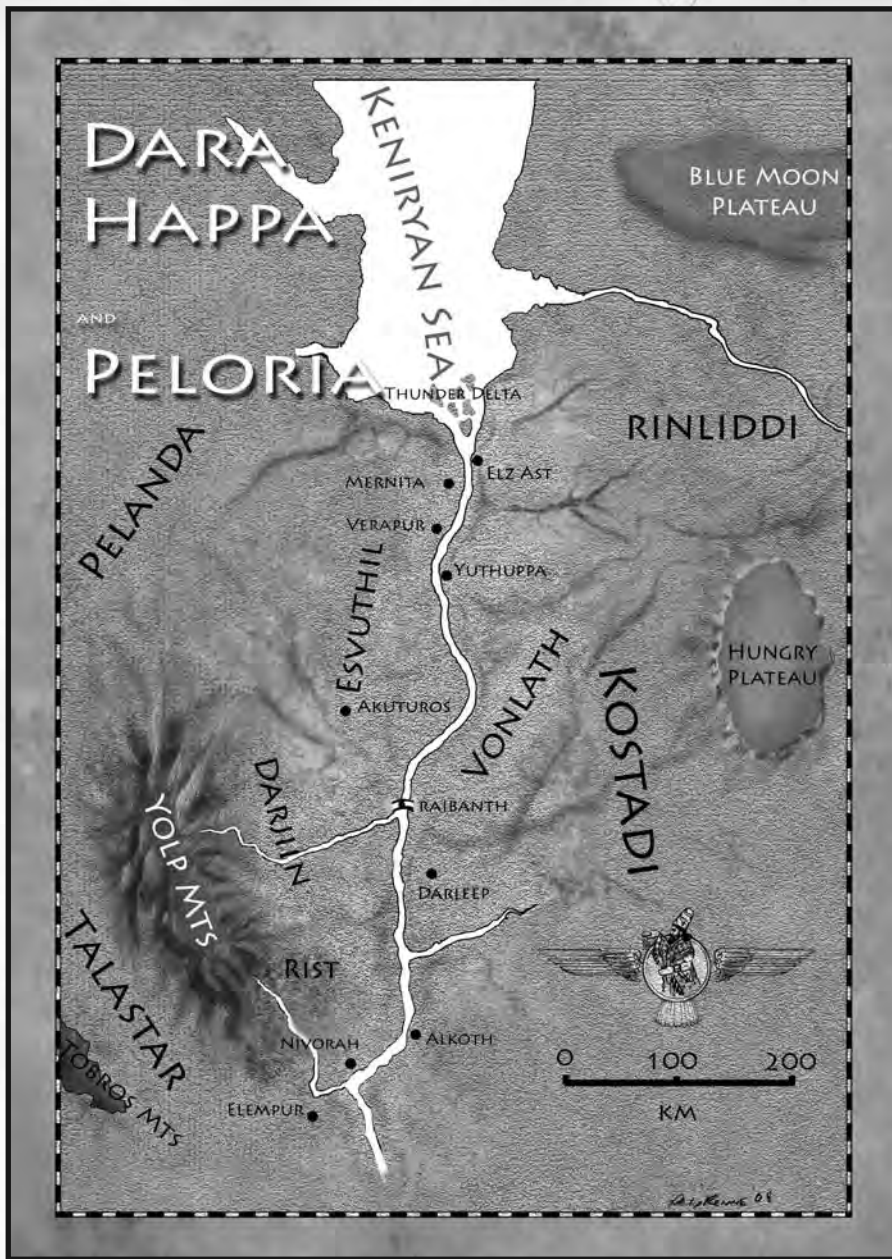 DARA
HAPPA
AND
PELORIA
KENIRYAN SEA
BLUE MOON
PLATEAU
THUNDER DELTA
RINLIDDI
PELANDA
ELZ AST
MERNITA
VERAPUR
YUTHUPPA
ESVUTHIL
HUNGRY
PLATEAU
VONLATH
KOSTADI
AKUTUROS
DARJIIN
RAIBANTH
YOLP MTS
DARLEEP
TALASTAR
RIST
NIVORAH
ALKOTH
TOBROS MTS
ELEMPUR
0 100 200
KM